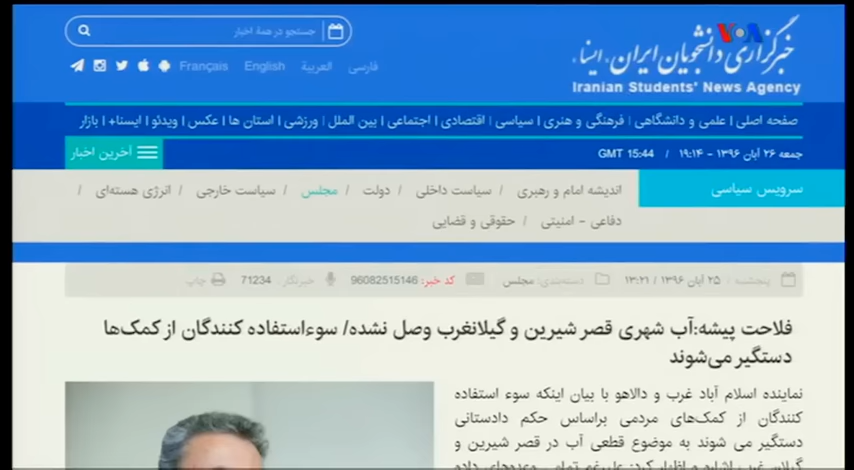 VOA
جستجو در همهٔ اخبار
خبرگزاری دانشجویان ایران، ایسنا،
فارسی العربیة English Français
Iranian Students' News Agency
صفحه اصلی | علمی و دانشگاهی | فرهنگی و هنری | سیاسی | اقتصادی | اجتماعی | بین الملل | ورزشی | استان ها | عکس | ویدئو | ایسنا+ | بازار
جمعه ۲۶ آبان ۱۳۹۶ - ۱۹:۱۴ / GMT 15:44
آخرین اخبار
سرویس سیاسی
اندیشه امام و رهبری / سیاست داخلی / دولت / مجلس / سیاست خارجی / انرژی هسته‌ای /
دفاعی - امنیتی / حقوقی و قضایی
پنجشنبه / ۲۵ آبان ۱۳۹۶ / ۱۳:۲۱ دسته‌بندی: مجلس کد خبر: 96082515146 خبرنگار: 71234 چاپ
فلاحت پیشه:آب شهری قصر شیرین و گیلانغرب وصل نشده/ سوءاستفاده کنندگان از کمک‌ها
دستگیر می‌شوند
نماینده اسلام آباد غرب و دالاهو با بیان اینکه سوء استفاده
کنندگان از کمک‌های مردمی براساس حکم دادستانی
دستگیر می شوند به موضوع قطعی آب در قصر شیرین و